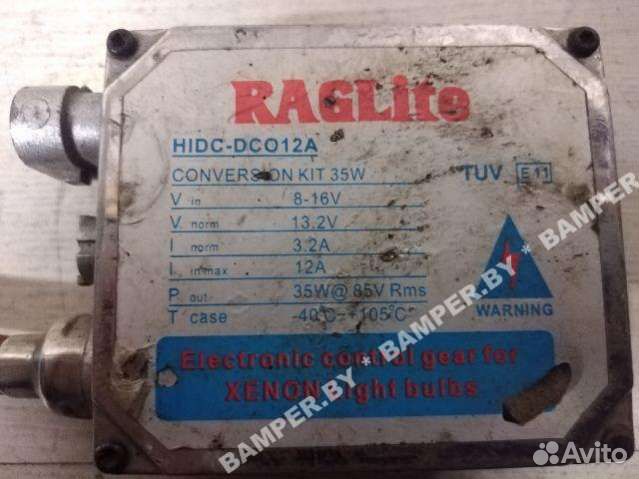 RAGLite
HIDC-DCO12A
CONVERSION KIT 35W
TUV E11
V in 8-16V
V norm 13.2V
I norm 3.2A
I in max 12A
P out 35W@ 85V Rms
T case -40°C~+105°C
WARNING
Electronic control gear for
XENON light bulbs
BAMPER.BY * BAMPER.BY * BAMPER.BY
Avito